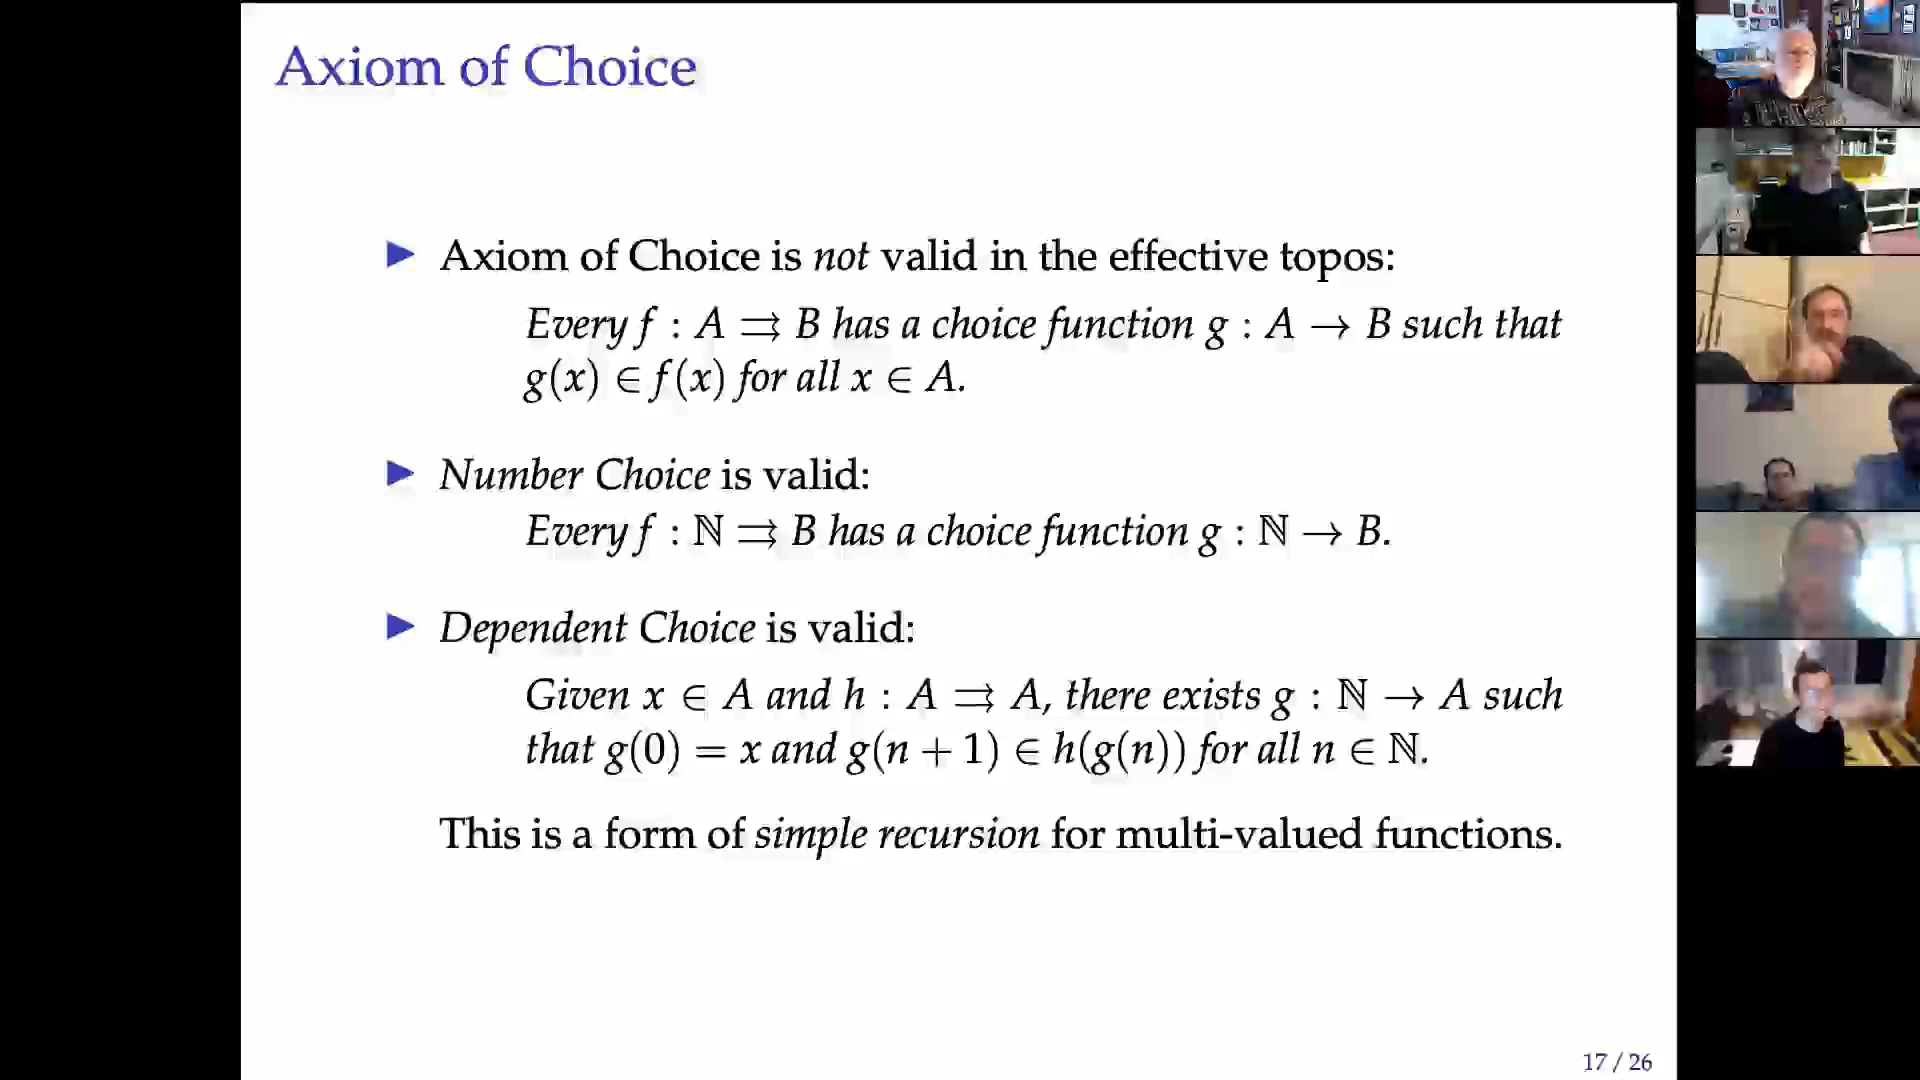 Axiom of Choice
▶ Axiom of Choice is not valid in the effective topos:
Every f : A ⇉ B has a choice function g : A → B such that
g(x) ∈ f(x) for all x ∈ A.
▶ Number Choice is valid:
Every f : ℕ ⇉ B has a choice function g : ℕ → B.
▶ Dependent Choice is valid:
Given x ∈ A and h : A ⇉ A, there exists g : ℕ → A such
that g(0) = x and g(n + 1) ∈ h(g(n)) for all n ∈ ℕ.
This is a form of simple recursion for multi-valued functions.
17 / 26